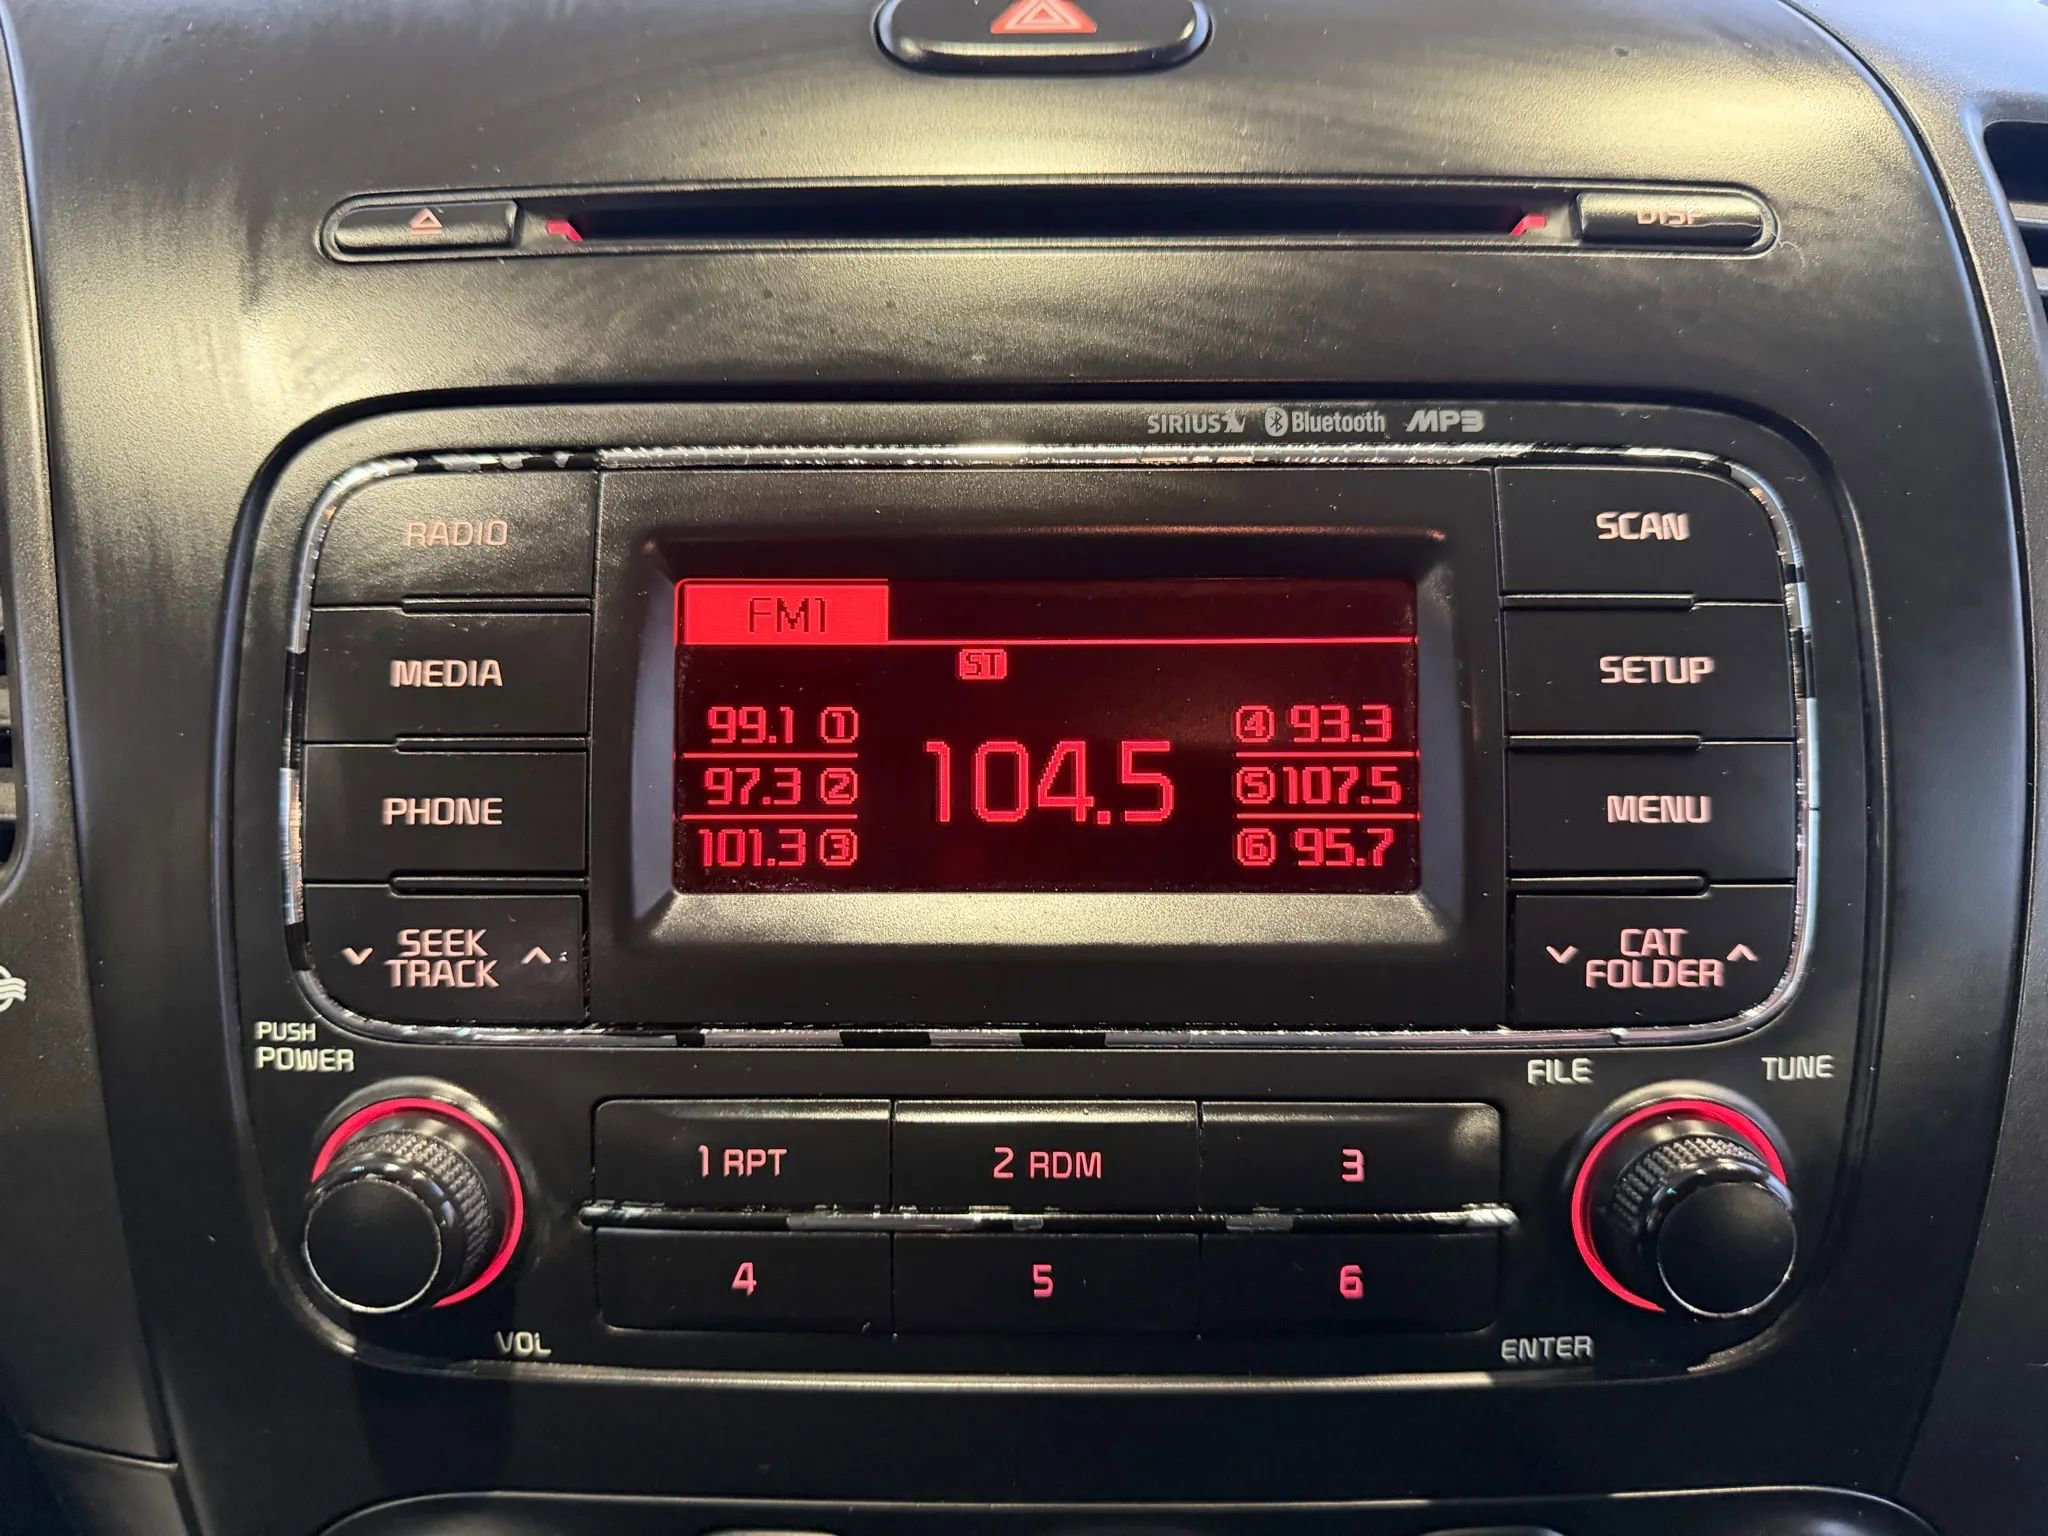 DISP
SIRIUS Bluetooth MP3
RADIO
MEDIA
PHONE
SEEK
TRACK
FM1
ST
99.1 1
97.3 2
101.3 3
104.5
4 93.3
5 107.5
6 95.7
SCAN
SETUP
MENU
CAT
FOLDER
PUSH
POWER
VOL
1 RPT
2 RDM
3
4
5
6
FILE
TUNE
ENTER